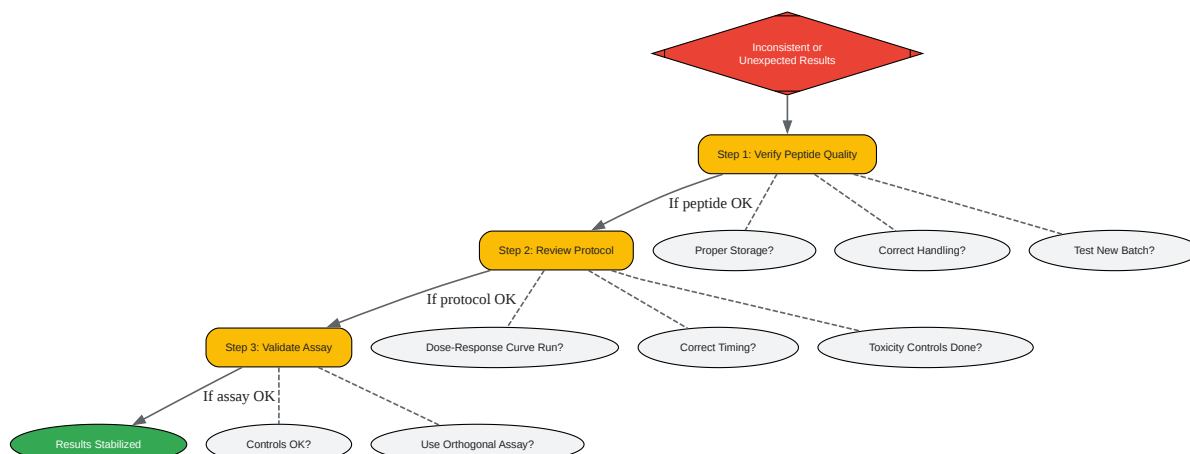 Inconsistent or
Unexpected Results
Step 1: Verify Peptide Quality
If peptide OK
Step 2: Review Protocol
Proper Storage?
Correct Handling?
Test New Batch?
If protocol OK
Step 3: Validate Assay
Dose-Response Curve Run?
Correct Timing?
Toxicity Controls Done?
If assay OK
Results Stabilized
Controls OK?
Use Orthogonal Assay?